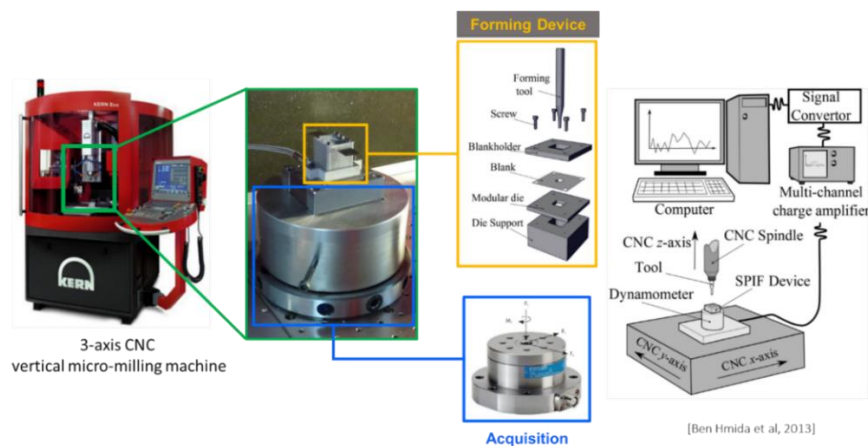 Forming Device
KERN Evo
KERN
3-axis CNC
vertical micro-milling machine
Forming
tool
Screw
Blankholder
Blank
Modular die
Die Support
Acquisition
Signal
Convertor
Computer
Multi-channel
charge amplifier
CNC z-axis
CNC Spindle
Tool
SPIF Device
Dynamometer
CNC y-axis
CNC x-axis
[Ben Hmida et al, 2013]